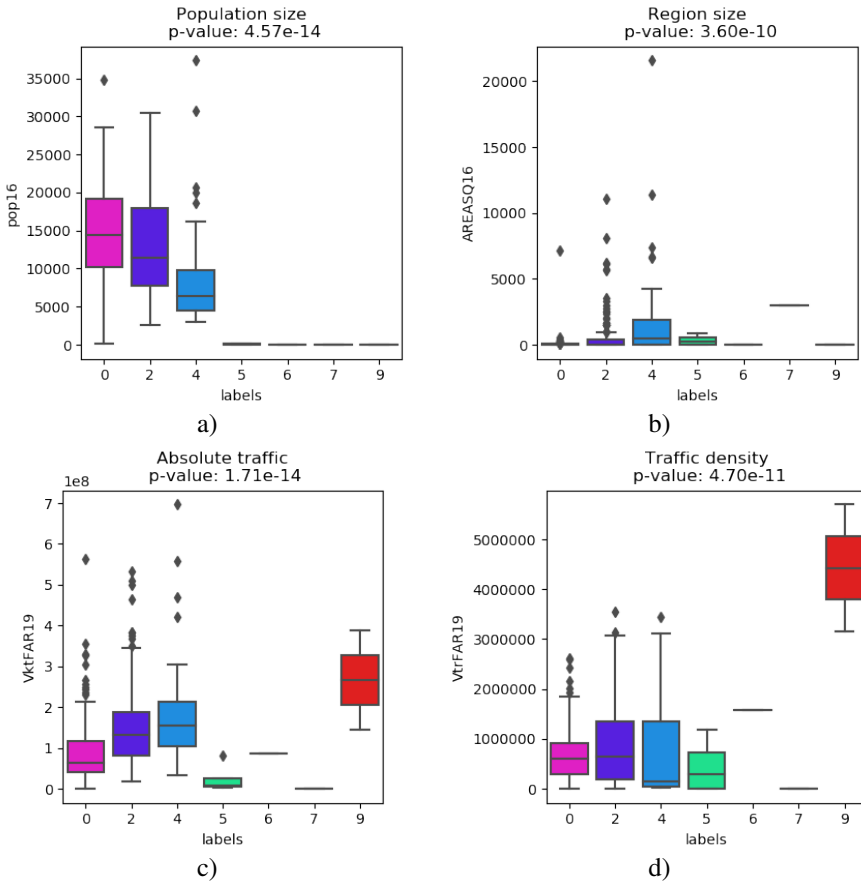 Population size
p-value: 4.57e-14
35000
30000
25000
20000
15000
10000
5000
0
pop16
0 2 4 5 6 7 9
labels
a)
Region size
p-value: 3.60e-10
20000
15000
10000
5000
0
AREASQ16
0 2 4 5 6 7 9
labels
b)
Absolute traffic
p-value: 1.71e-14
1e8
7
6
5
4
3
2
1
0
VktFAR19
0 2 4 5 6 7 9
labels
c)
Traffic density
p-value: 4.70e-11
5000000
4000000
3000000
2000000
1000000
0
VtrFAR19
0 2 4 5 6 7 9
labels
d)